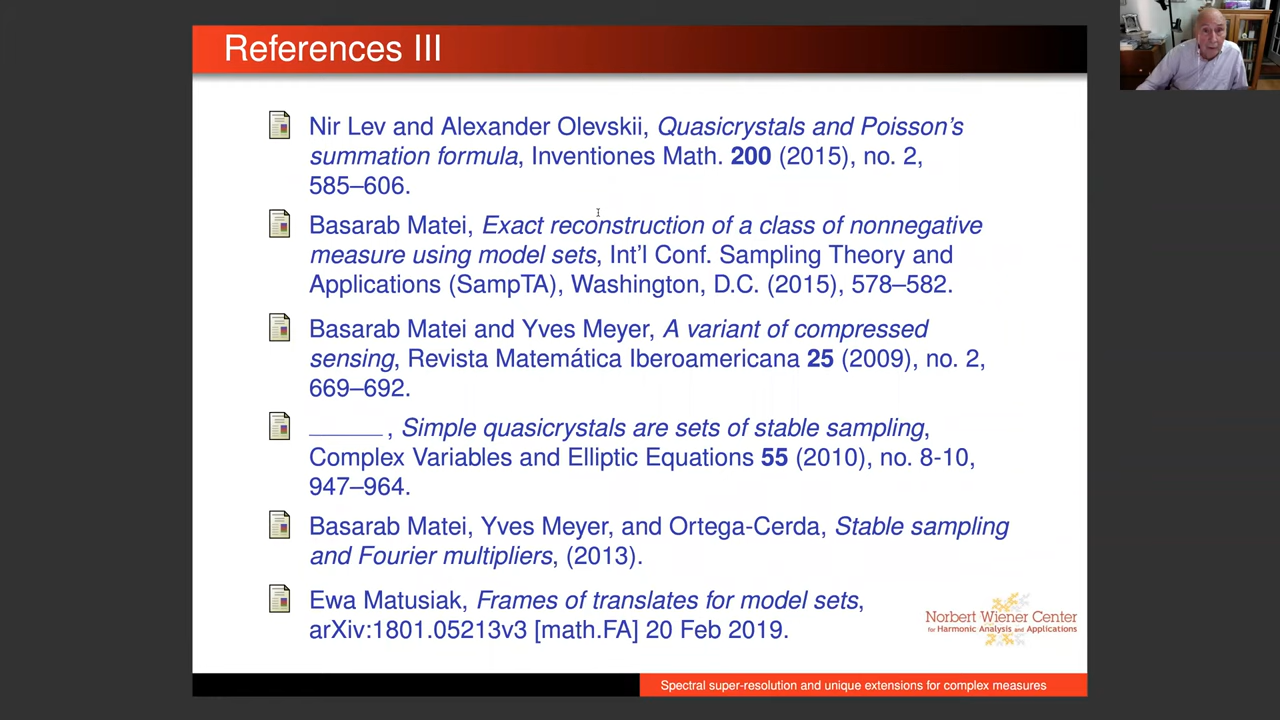 References III
Nir Lev and Alexander Olevskii, Quasicrystals and Poisson's
summation formula, Inventiones Math. 200 (2015), no. 2,
585–606.
Basarab Matei, Exact reconstruction of a class of nonnegative
measure using model sets, Int'l Conf. Sampling Theory and
Applications (SampTA), Washington, D.C. (2015), 578–582.
Basarab Matei and Yves Meyer, A variant of compressed
sensing, Revista Matemática Iberoamericana 25 (2009), no. 2,
669–692.
______, Simple quasicrystals are sets of stable sampling,
Complex Variables and Elliptic Equations 55 (2010), no. 8-10,
947–964.
Basarab Matei, Yves Meyer, and Ortega-Cerda, Stable sampling
and Fourier multipliers, (2013).
Ewa Matusiak, Frames of translates for model sets,
arXiv:1801.05213v3 [math.FA] 20 Feb 2019.
Norbert Wiener Center
for Harmonic Analysis and Applications
Spectral super-resolution and unique extensions for complex measures